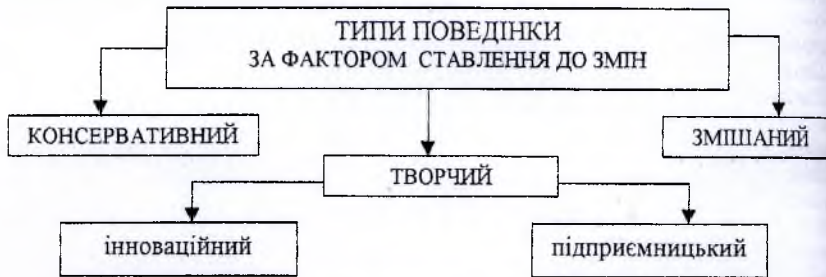 ТИПИ ПОВЕДІНКИ
ЗА ФАКТОРОМ СТАВЛЕННЯ ДО ЗМІН
КОНСЕРВАТИВНИЙ
ЗМІШАНИЙ
ТВОРЧИЙ
інноваційний
підприємницький